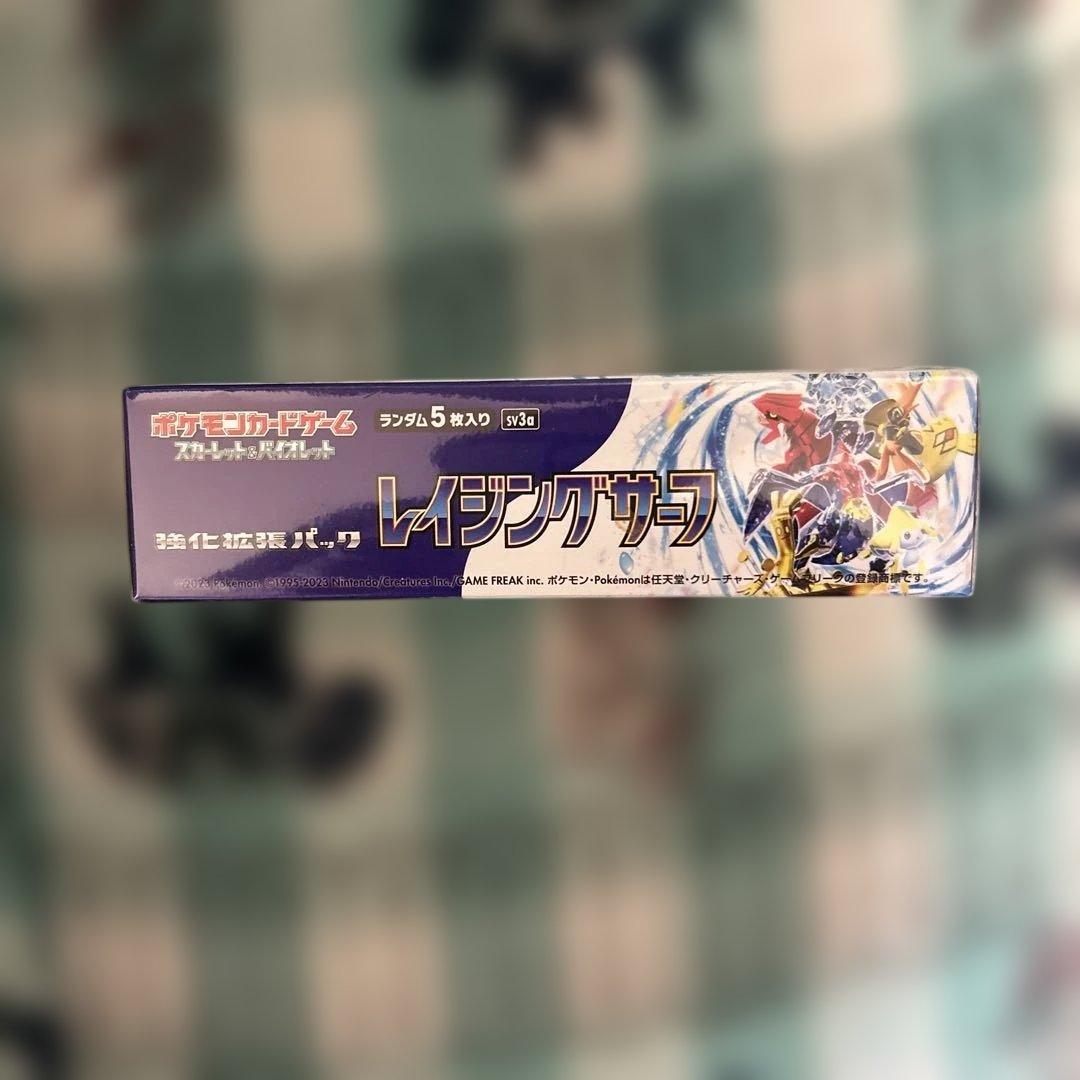 ポケモンカードゲーム
スカーレット&バイオレット
ランダム5枚入り sv3a
強化拡張パック
レイジングサーフ
©2023 Pokémon. ©1995-2023 Nintendo/Creatures Inc./GAME FREAK inc. ポケモン・Pokémonは任天堂・クリーチャーズ・ゲームフリークの登録商標です。